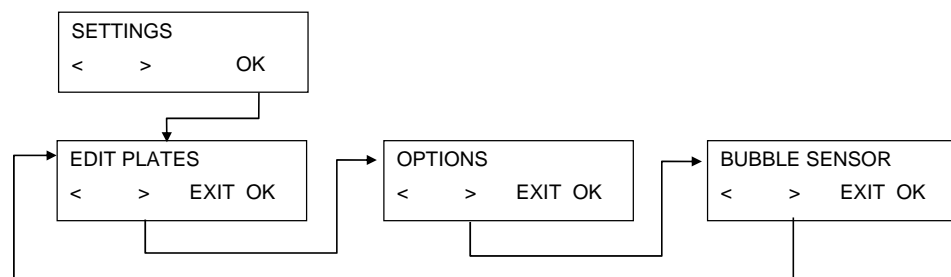 SETTINGS
< > OK
EDIT PLATES
< > EXIT OK
OPTIONS
< > EXIT OK
BUBBLE SENSOR
< > EXIT OK